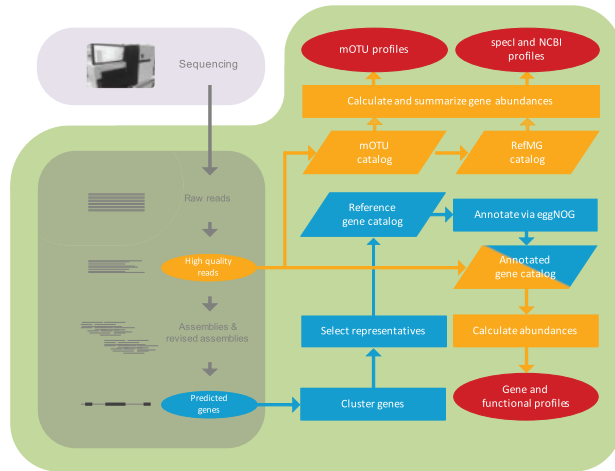 Sequencing
Raw reads
High quality
reads
Assemblies &
revised assemblies
Predicted
genes
mOTU profiles
specI and NCBI
profiles
Calculate and summarize gene abundances
mOTU
catalog
RefMG
catalog
Reference
gene catalog
Annotate via eggNOG
Annotated
gene catalog
Select representatives
Calculate abundances
Cluster genes
Gene and
functional profiles